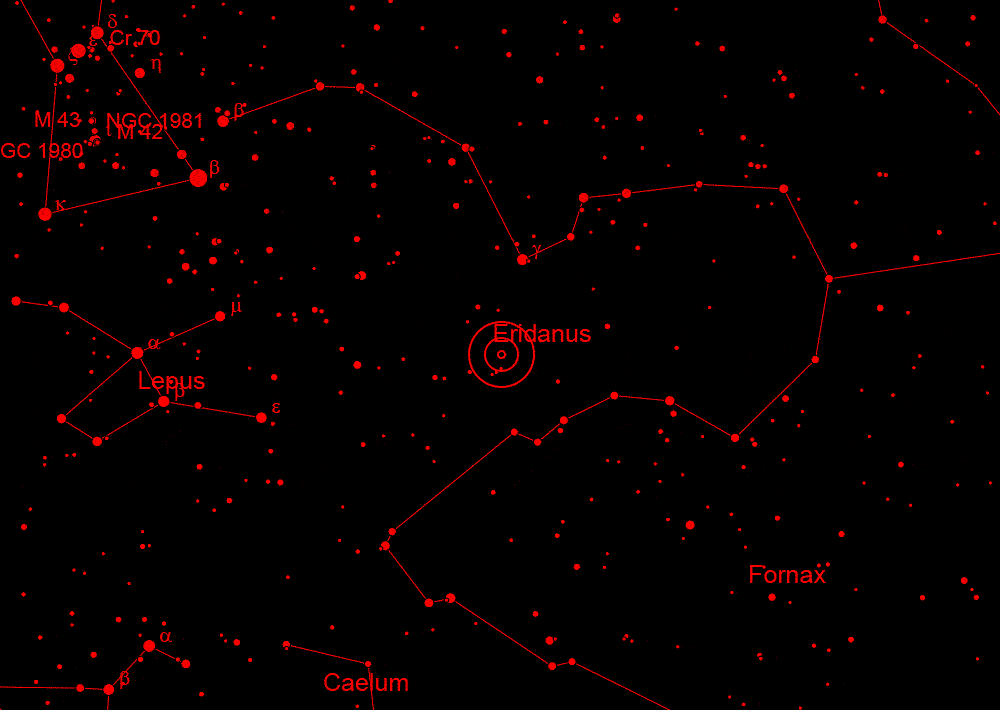 δ
Cr 70
ε
ζ
η
β
M 43
NGC 1981
M 42
GC 1980
β
κ
γ
μ
Eridanus
α
Lepus
β
ε
Fornax
α
β
Caelum